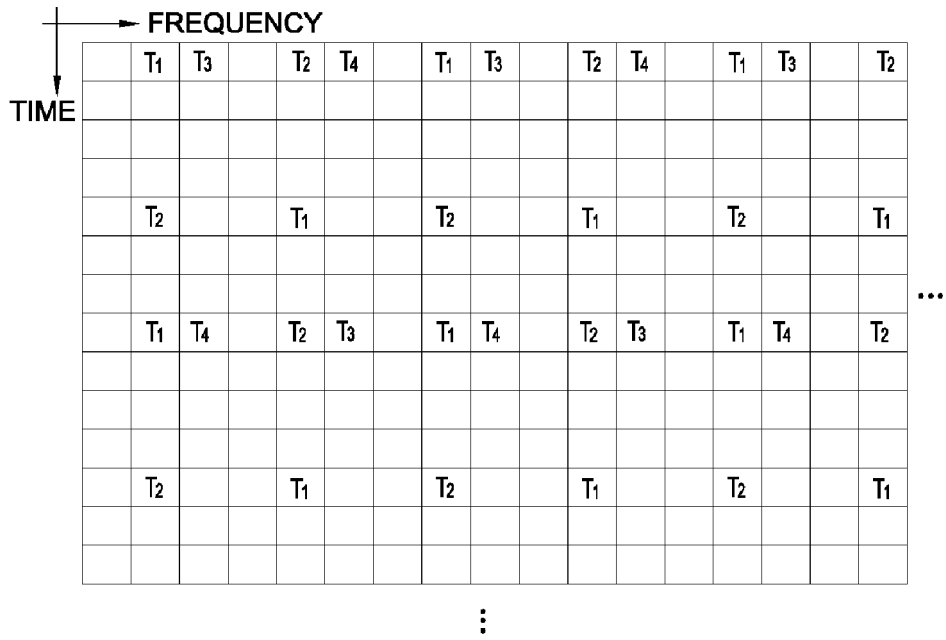 FREQUENCY
T1 T3 T2 T4 T1 T3 T2 T4 T1 T3 T2
TIME
T2 T1 T2 T1 T2 T1
...
T1 T4 T2 T3 T1 T4 T2 T3 T1 T4 T2
T2 T1 T2 T1 T2 T1